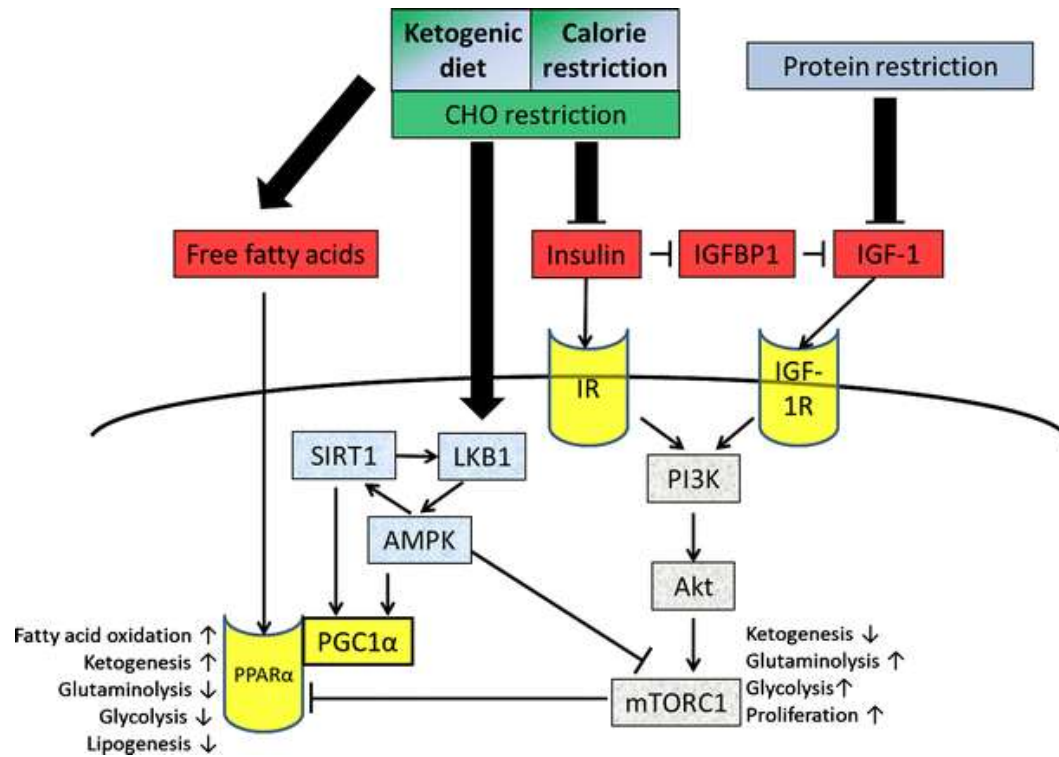 Ketogenic
diet
Calorie
restriction
CHO restriction
Protein restriction
Free fatty acids
Insulin
IGFBP1
IGF-1
IR
IGF-
1R
SIRT1
LKB1
PI3K
AMPK
Akt
PGC1α
PPARα
mTORC1
Fatty acid oxidation ↑
Ketogenesis ↑
Glutaminolysis ↓
Glycolysis ↓
Lipogenesis ↓
Ketogenesis ↓
Glutaminolysis ↑
Glycolysis↑
Proliferation ↑